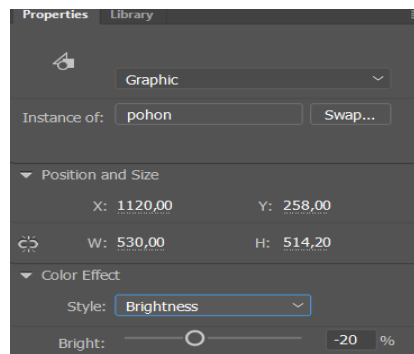 Properties Library
Graphic
Instance of: pohon Swap...
Position and Size
X: 1120,00 Y: 258,00
W: 530,00 H: 514,20
Color Effect
Style: Brightness
Bright: -20 %